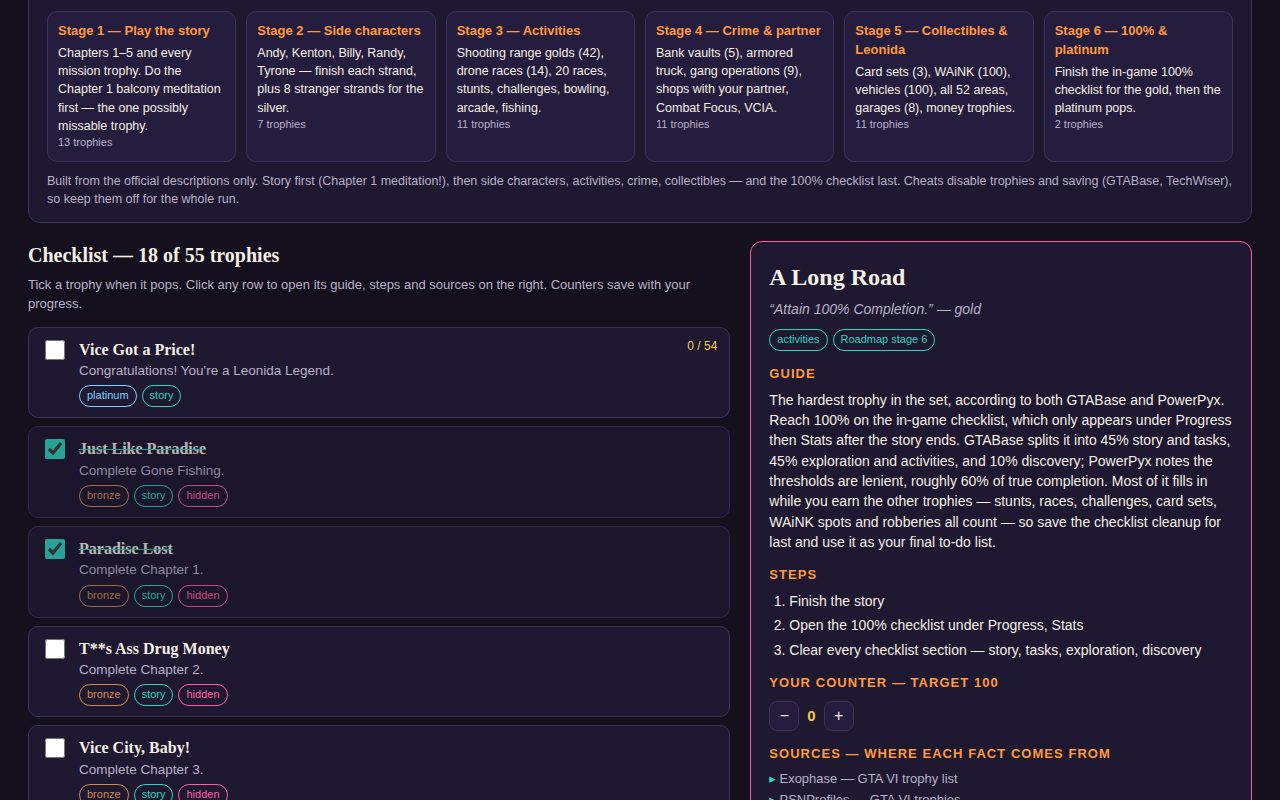 Stage 1 — Play the story
Chapters 1–5 and every
mission trophy. Do the
Chapter 1 balcony meditation
first — the one possibly
missable trophy.
13 trophies
Stage 2 — Side characters
Andy, Kenton, Billy, Randy,
Tyrone — finish each strand,
plus 8 stranger strands for the
silver.
7 trophies
Stage 3 — Activities
Shooting range golds (42),
drone races (14), 20 races,
stunts, challenges, bowling,
arcade, fishing.
11 trophies
Stage 4 — Crime & partner
Bank vaults (5), armored
truck, gang operations (9),
shops with your partner,
Combat Focus, VCIA.
11 trophies
Stage 5 — Collectibles &
Leonida
Card sets (3), WAiNK (100),
vehicles (100), all 52 areas,
garages (8), money trophies.
11 trophies
Stage 6 — 100% &
platinum
Finish the in-game 100%
checklist for the gold, then the
platinum pops.
2 trophies
Built from the official descriptions only. Story first (Chapter 1 meditation!), then side characters, activities, crime, collectibles — and the 100% checklist last. Cheats disable trophies and saving (GTABase, TechWiser),
so keep them off for the whole run.
Checklist — 18 of 55 trophies
Tick a trophy when it pops. Click any row to open its guide, steps and sources on the right. Counters save with your
progress.
Vice Got a Price!
0 / 54
Congratulations! You're a Leonida Legend.
platinum story
Just Like Paradise
Complete Gone Fishing.
bronze story hidden
Paradise Lost
Complete Chapter 1.
bronze story hidden
T**s Ass Drug Money
Complete Chapter 2.
bronze story hidden
Vice City, Baby!
Complete Chapter 3.
bronze story hidden
A Long Road
“Attain 100% Completion.” — gold
activities Roadmap stage 6
GUIDE
The hardest trophy in the set, according to both GTABase and PowerPyx.
Reach 100% on the in-game checklist, which only appears under Progress
then Stats after the story ends. GTABase splits it into 45% story and tasks,
45% exploration and activities, and 10% discovery; PowerPyx notes the
thresholds are lenient, roughly 60% of true completion. Most of it fills in
while you earn the other trophies — stunts, races, challenges, card sets,
WAiNK spots and robberies all count — so save the checklist cleanup for
last and use it as your final to-do list.
STEPS
1. Finish the story
2. Open the 100% checklist under Progress, Stats
3. Clear every checklist section — story, tasks, exploration, discovery
YOUR COUNTER — TARGET 100
− 0 +
SOURCES — WHERE EACH FACT COMES FROM
▸ Exophase — GTA VI trophy list
▸ PSNProfiles — GTA VI trophies